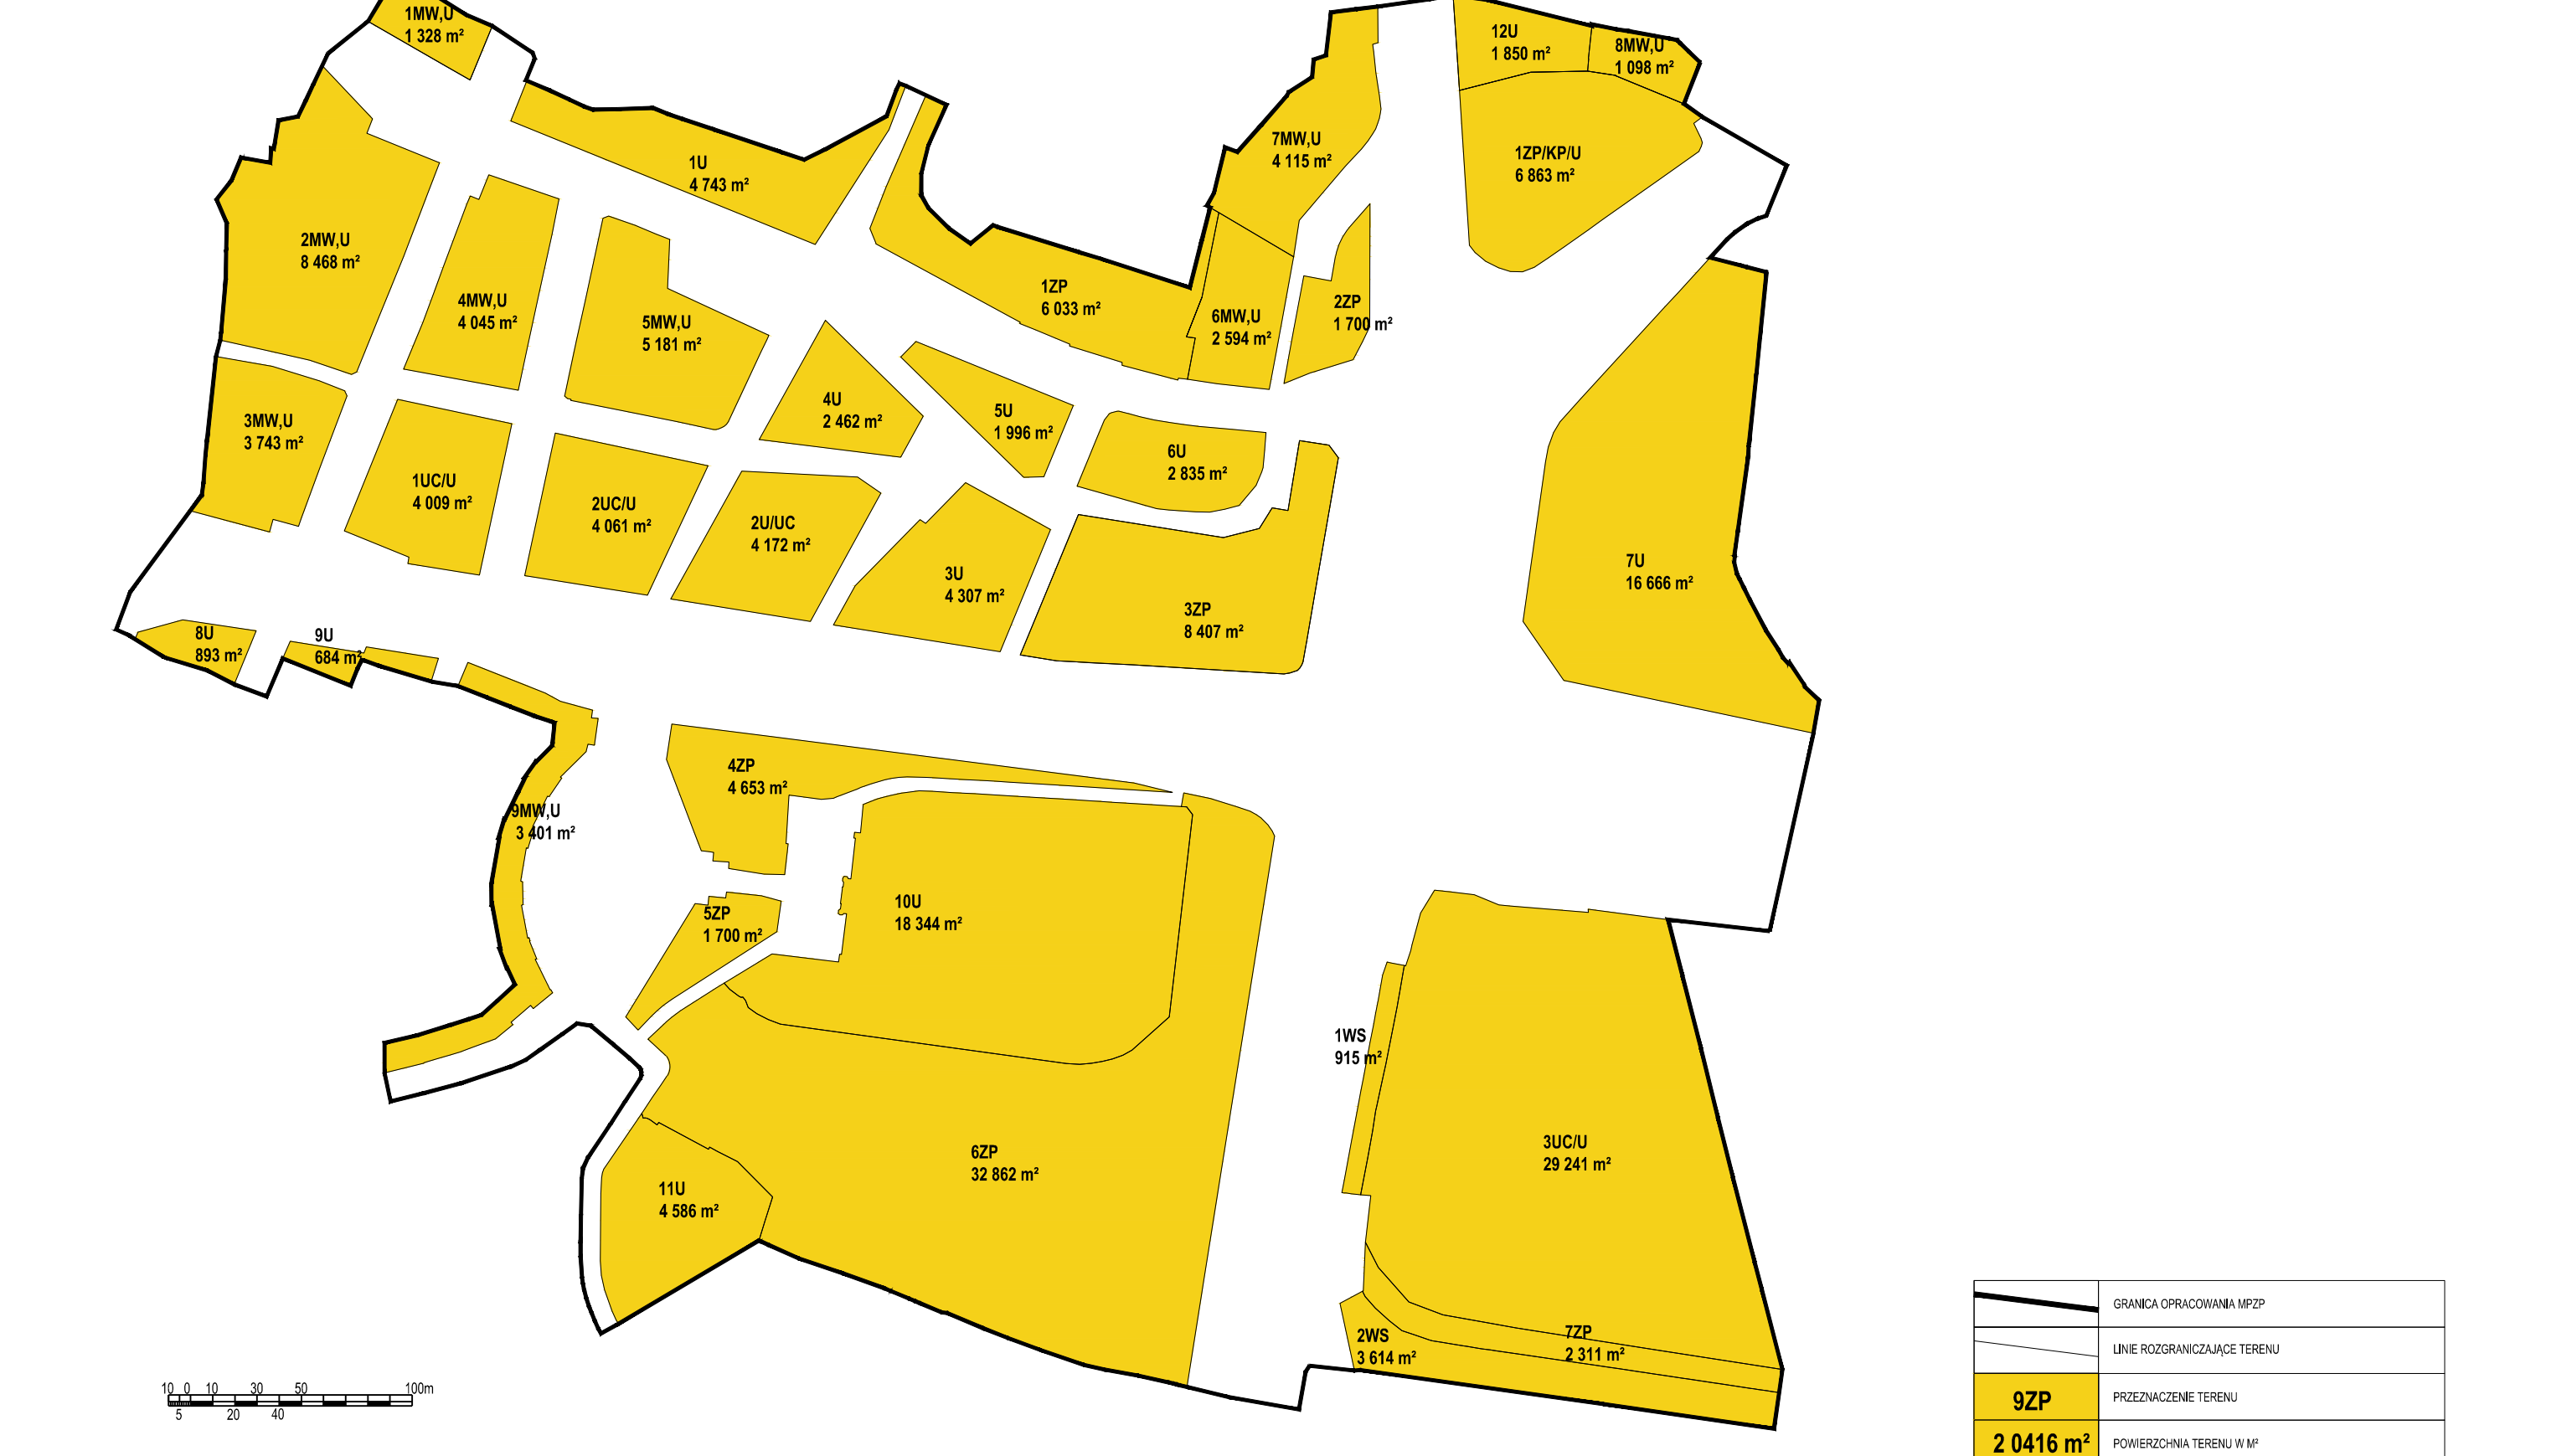 1MW,U
1 328 m²
12U
1 850 m²
8MW,U
1 098 m²
7MW,U
4 115 m²
1ZP/KP/U
6 863 m²
1U
4 743 m²
2MW,U
8 468 m²
4MW,U
4 045 m²
5MW,U
5 181 m²
1ZP
6 033 m²
6MW,U
2 594 m²
2ZP
1 700 m²
3MW,U
3 743 m²
4U
2 462 m²
5U
1 996 m²
6U
2 835 m²
1UC/U
4 009 m²
2UC/U
4 061 m²
2U/UC
4 172 m²
3U
4 307 m²
3ZP
8 407 m²
7U
16 666 m²
8U
893 m²
9U
684 m²
4ZP
4 653 m²
9MW,U
3 401 m²
10U
18 344 m²
5ZP
1 700 m²
1WS
915 m²
3UC/U
29 241 m²
6ZP
32 862 m²
11U
4 586 m²
7ZP
2 311 m²
2WS
3 614 m²
10 0 10 30 50 100m
5 20 40
GRANICA OPRACOWANIA MPZP
LINIE ROZGRANICZAJĄCE TERENU
9ZP PRZEZNACZENIE TERENU
2 0416 m² POWIERZCHNIA TERENU W M²